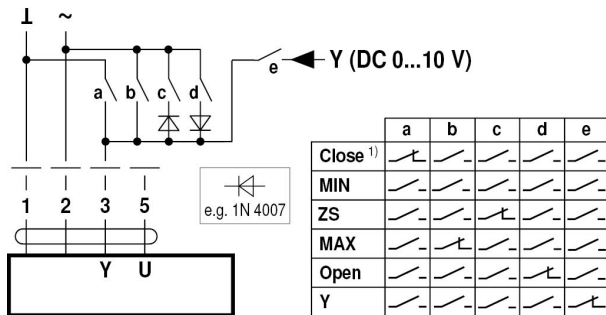 ⊥ ~
e Y (DC 0...10 V)
a b c d
1 2 3 5
e.g. 1N 4007
Y U
a b c d e
Close 1)
MIN
ZS
MAX
Open
Y